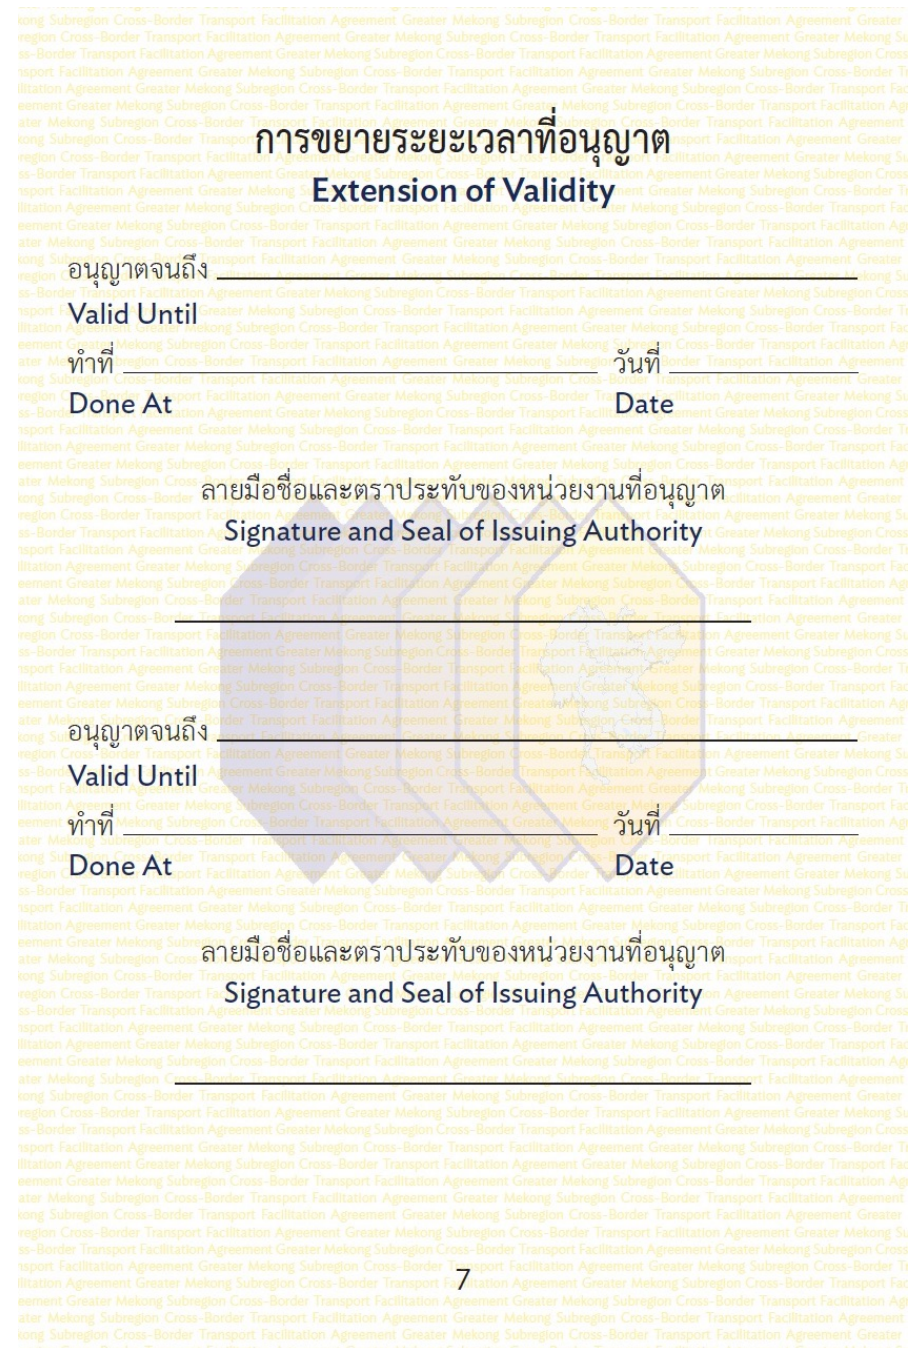 การขยายระยะเวลาที่อนุญาต
Extension of Validity
อนุญาตจนถึง
Valid Until
ทำที่ วันที่
Done At Date
ลายมือชื่อและตราประทับของหน่วยงานที่อนุญาต
Signature and Seal of Issuing Authority
อนุญาตจนถึง
Valid Until
ทำที่ วันที่
Done At Date
ลายมือชื่อและตราประทับของหน่วยงานที่อนุญาต
Signature and Seal of Issuing Authority
7